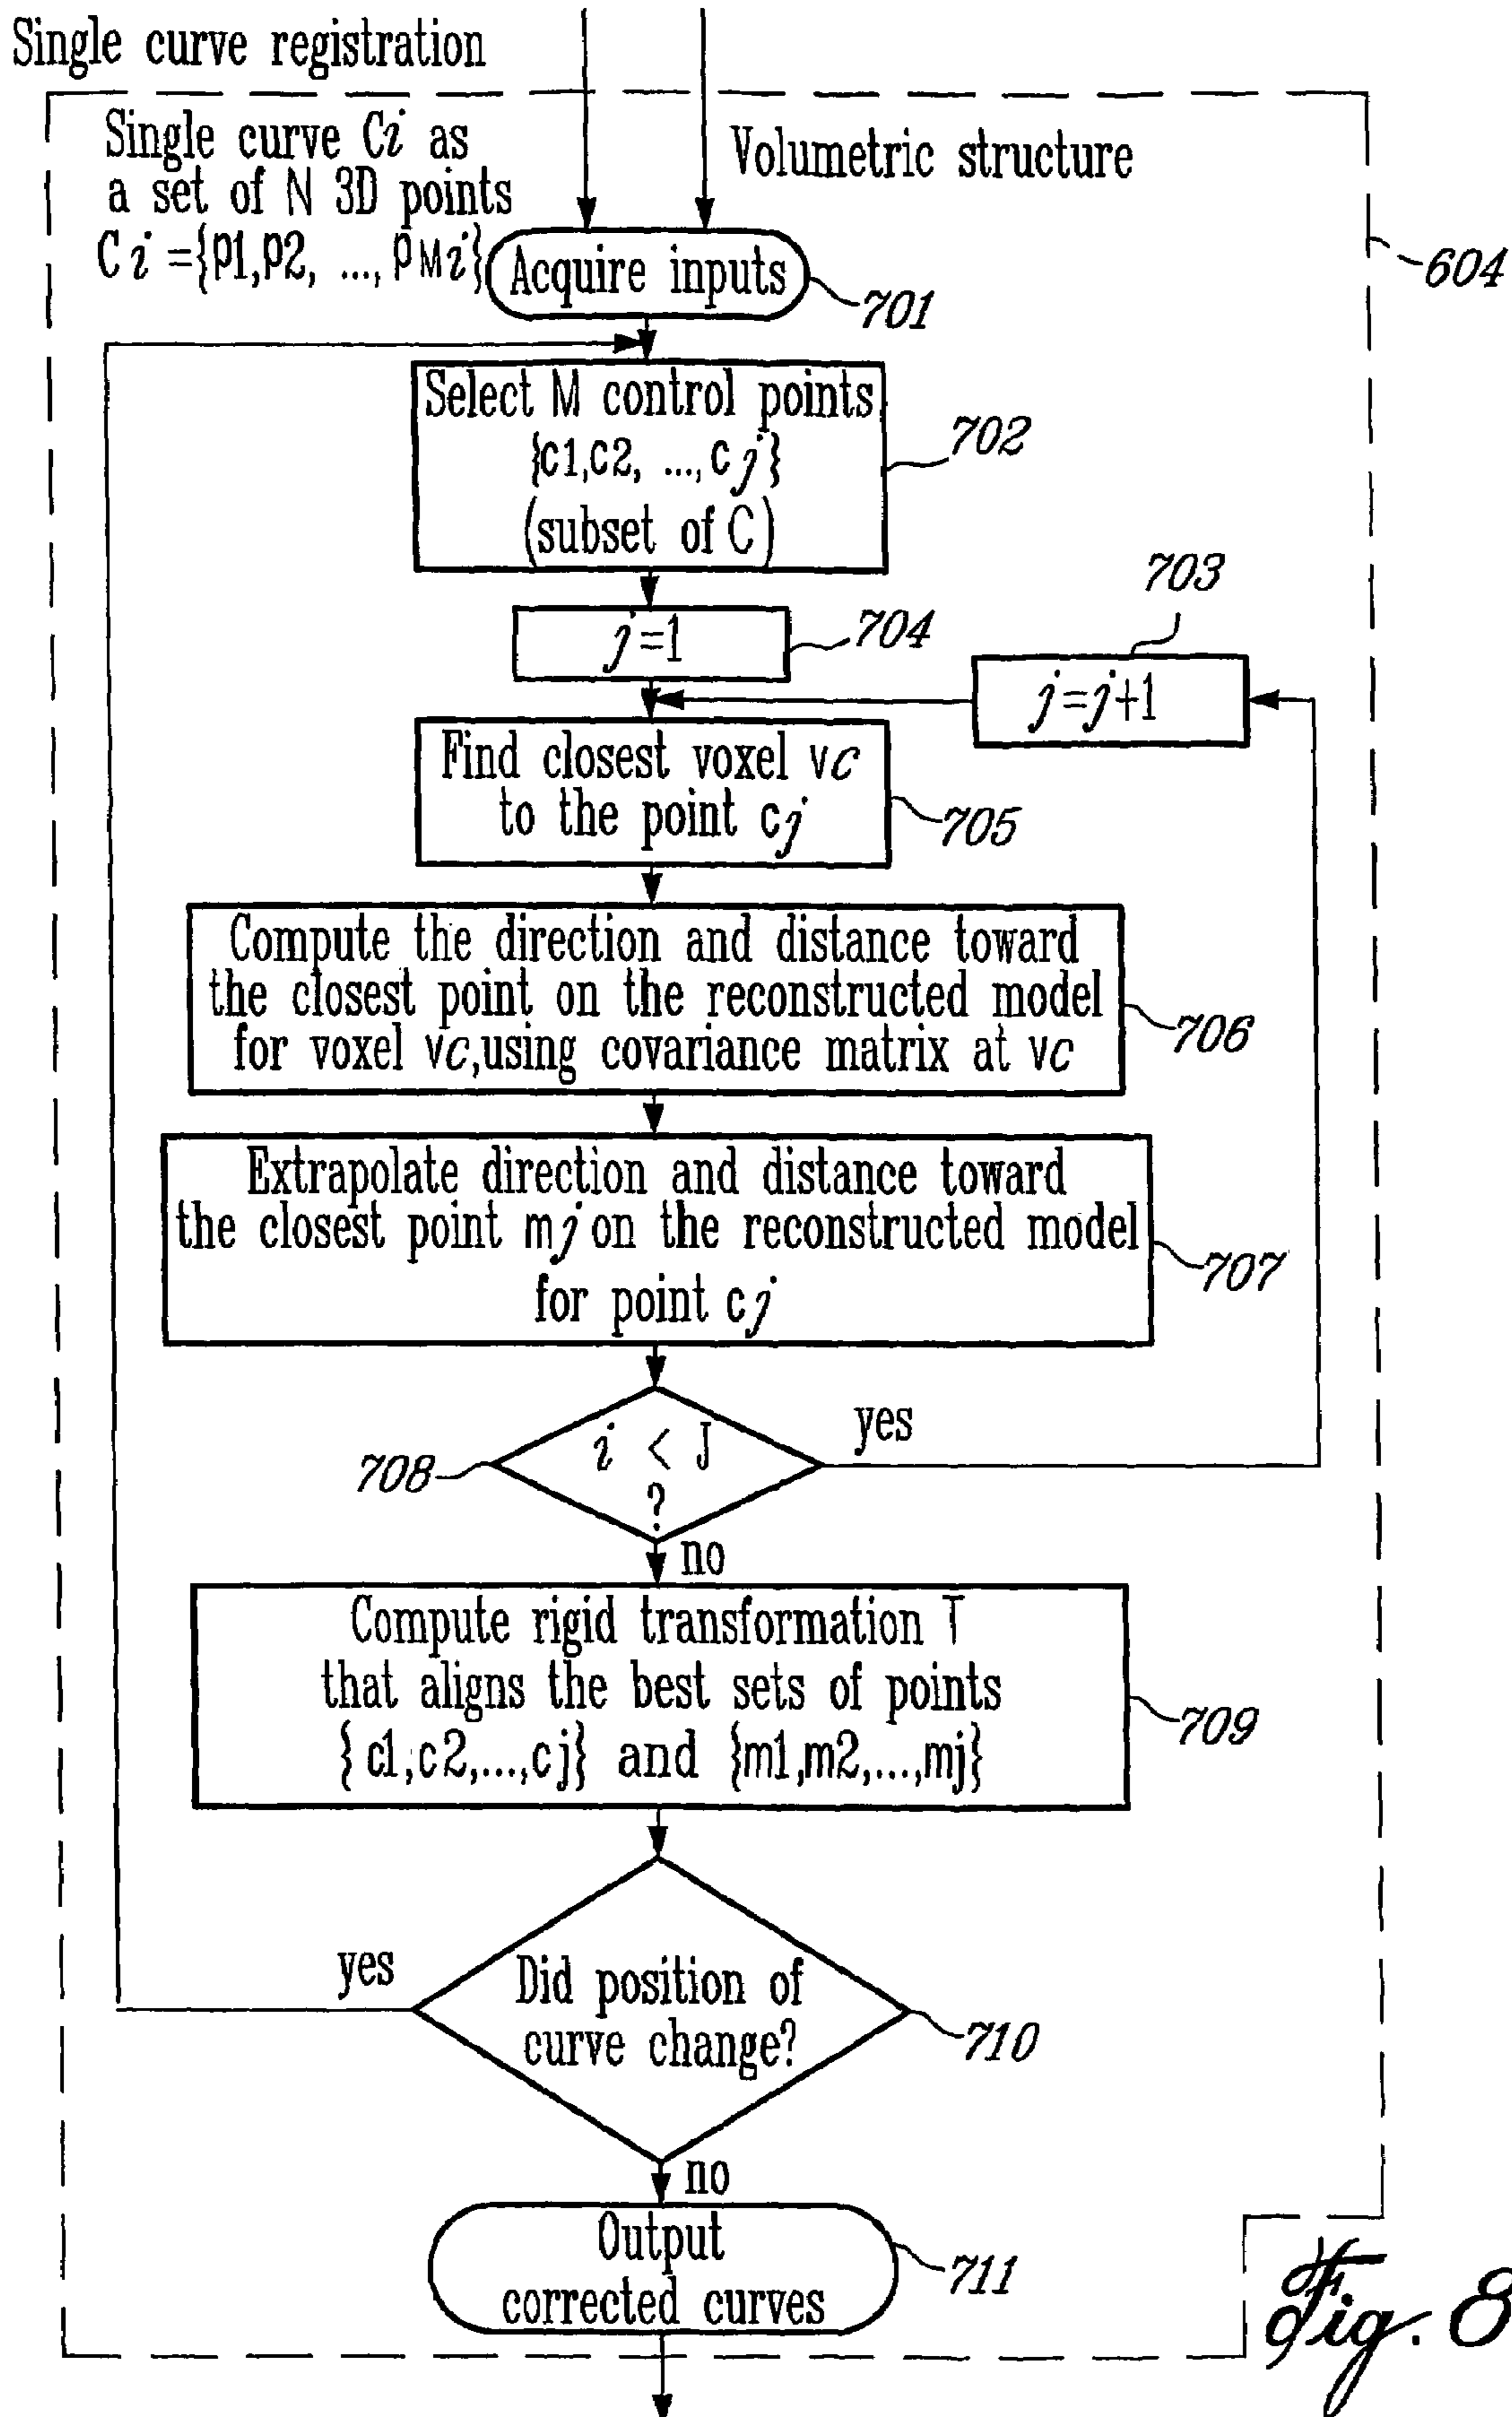 Single curve registration
Single curve Ci as
a set of N 3D points
Ci={p1,p2, ..., pMi}
Volumetric structure
604
Acquire inputs
701
Select M control points
{c1,c2, ...,cj}
(subset of C)
702
703
j=1
704
j=j+1
Find closest voxel vc
to the point cj
705
Compute the direction and distance toward
the closest point on the reconstructed model
for voxel vc,using covariance matrix at vc
706
Extrapolate direction and distance toward
the closest point mj on the reconstructed model
for point cj
707
i < J
?
yes
708
no
Compute rigid transformation T
that aligns the best sets of points
{c1,c2,...,cj} and {m1,m2,...,mj}
709
yes
Did position of
curve change?
710
no
Output
corrected curves
711
Fig. 8